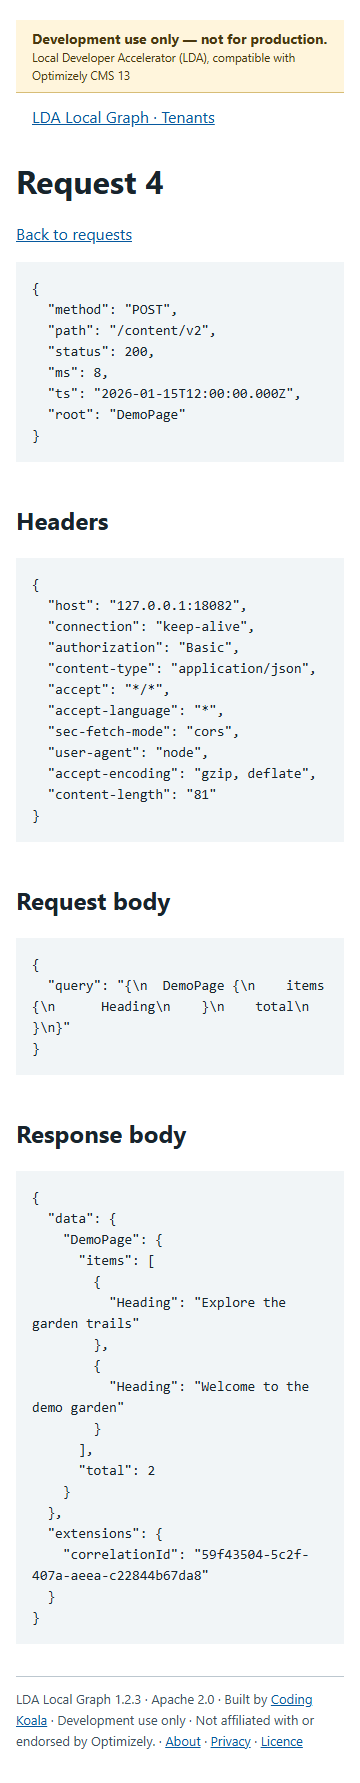 Development use only — not for production.
Local Developer Accelerator (LDA), compatible with
Optimizely CMS 13
LDA Local Graph · Tenants
Request 4
Back to requests
{
  "method": "POST",
  "path": "/content/v2",
  "status": 200,
  "ms": 8,
  "ts": "2026-01-15T12:00:00.000Z",
  "root": "DemoPage"
}
Headers
{
  "host": "127.0.0.1:18082",
  "connection": "keep-alive",
  "authorization": "Basic",
  "content-type": "application/json",
  "accept": "*/*",
  "accept-language": "*",
  "sec-fetch-mode": "cors",
  "user-agent": "node",
  "accept-encoding": "gzip, deflate",
  "content-length": "81"
}
Request body
{
  "query": "{\n  DemoPage {\n    items
{\n      Heading\n    }\n    total\n
}\n}"
}
Response body
{
  "data": {
    "DemoPage": {
      "items": [
        {
          "Heading": "Explore the
garden trails"
        },
        {
          "Heading": "Welcome to the
demo garden"
        }
      ],
      "total": 2
    }
  },
  "extensions": {
    "correlationId": "59f43504-5c2f-
407a-aeea-c22844b67da8"
  }
}
LDA Local Graph 1.2.3 · Apache 2.0 · Built by Coding
Koala · Development use only · Not affiliated with or
endorsed by Optimizely. · About · Privacy · Licence